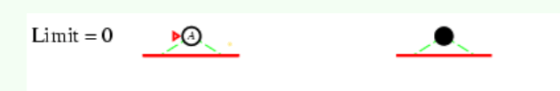 Limit = 0 A